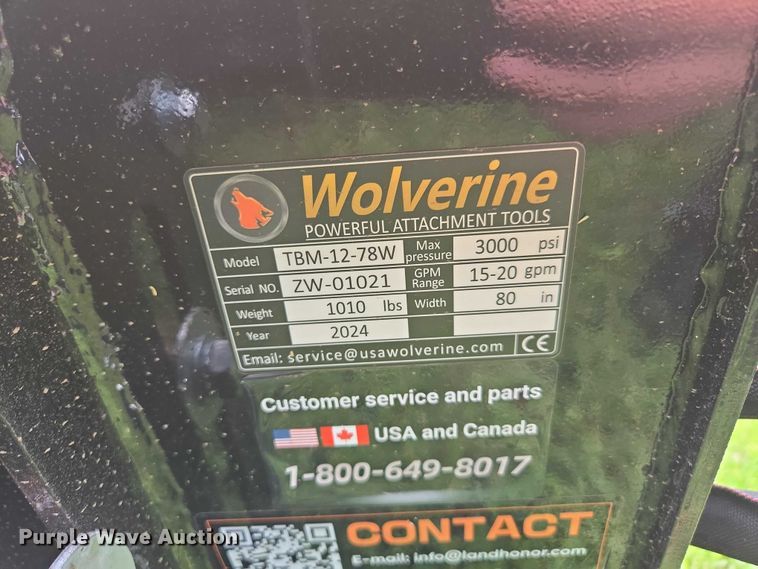 Wolverine
POWERFUL ATTACHMENT TOOLS
Model TBM-12-78W Max pressure 3000 psi
Serial NO. ZW-01021 GPM Range 15-20 gpm
Weight 1010 lbs Width 80 in
Year 2024
Email: service@usawolverine.com CE
Customer service and parts
USA and Canada
1-800-649-8017
CONTACT
E-mail: info@landhonor.com
Purple Wave Auction